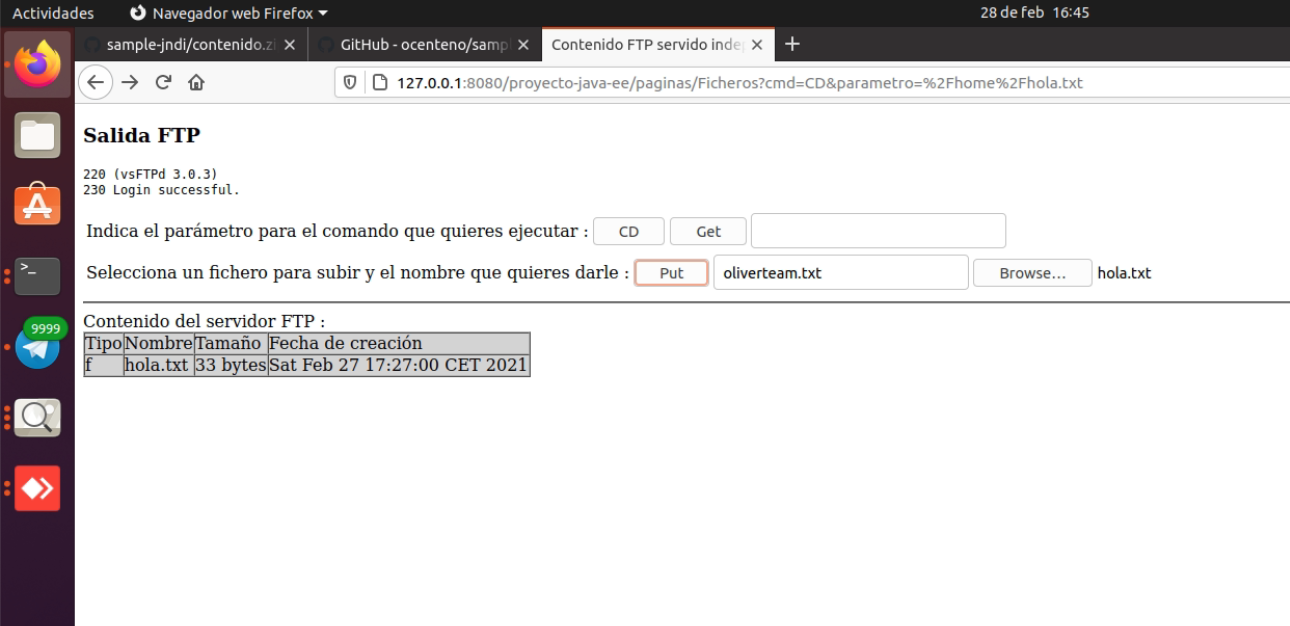 Actividades Navegador web Firefox 28 de feb 16:45
sample-jndi/contenido.zi GitHub - ocenteno/samp Contenido FTP servido inde
127.0.0.1:8080/proyecto-java-ee/paginas/Ficheros?cmd=CD&parametro=%2Fhome%2Fhola.txt
Salida FTP
220 (vsFTPd 3.0.3)
230 Login successful.
Indica el parámetro para el comando que quieres ejecutar : CD Get
Selecciona un fichero para subir y el nombre que quieres darle : Put oliverteam.txt Browse... hola.txt
9999
Contenido del servidor FTP :
Tipo Nombre Tamaño Fecha de creación
f hola.txt 33 bytes Sat Feb 27 17:27:00 CET 2021